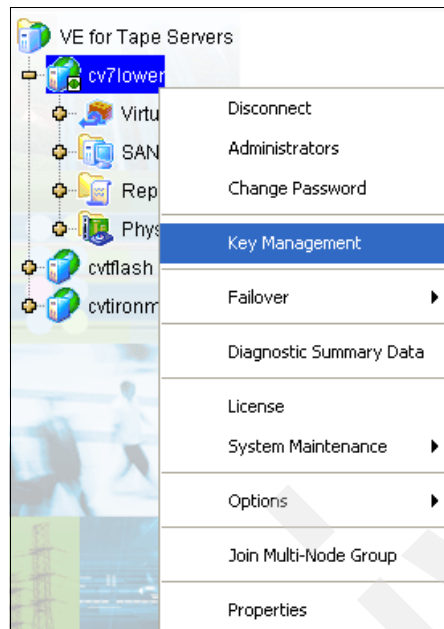 VE for Tape Servers
cv7lower
Virtu
SAN
Rep
Phys
cvtflash
cvtironm
Disconnect
Administrators
Change Password
Key Management
Failover
Diagnostic Summary Data
License
System Maintenance
Options
Join Multi-Node Group
Properties